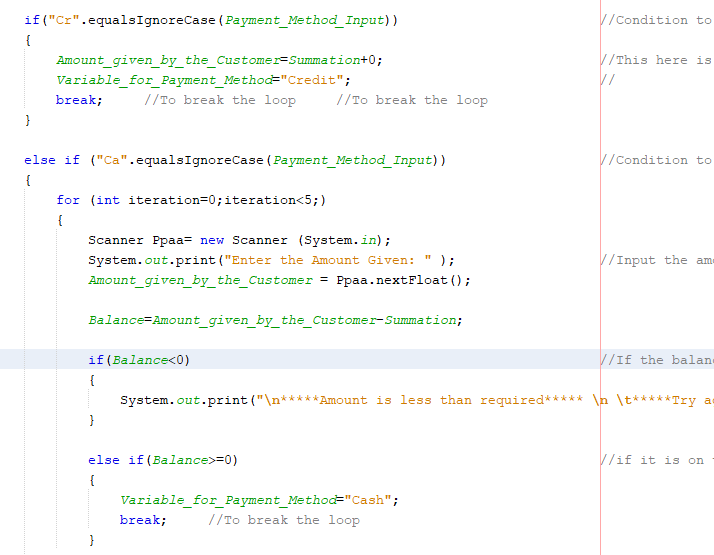 if("Cr".equalsIgnoreCase(Payment_Method_Input)) //Condition to
{
Amount_given_by_the_Customer=Summation+0; //This here is
Variable_for_Payment_Method="Credit"; //
break; //To break the loop //To break the loop
}
else if ("Ca".equalsIgnoreCase(Payment_Method_Input)) //Condition to
{
for (int iteration=0;iteration<5;)
{
Scanner Ppaa= new Scanner (System.in);
System.out.print("Enter the Amount Given: " ); //Input the amo
Amount_given_by_the_Customer = Ppaa.nextFloat();
Balance=Amount_given_by_the_Customer-Summation;
if(Balance<0) //If the balanc
{
System.out.print("\n*****Amount is less than required***** \n \t*****Try a
}
else if(Balance>=0) //if it is on
{
Variable_for_Payment_Method="Cash";
break; //To break the loop
}